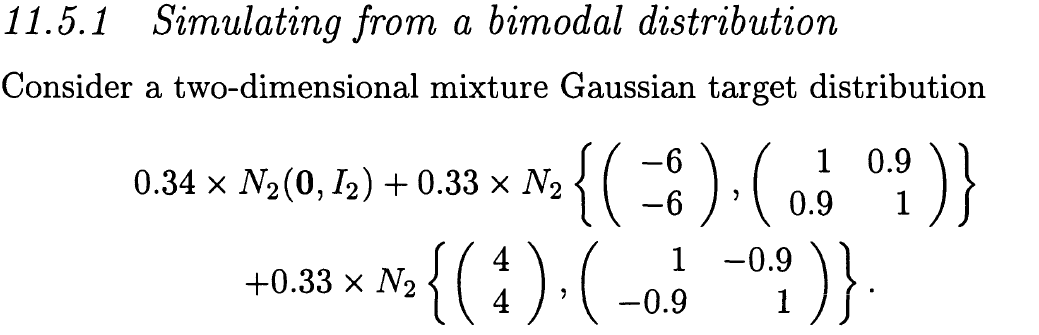 11.5.1 Simulating from a bimodal distribution
Consider a two-dimensional mixture Gaussian target distribution
0.34 × N₂(𝟎, I₂) + 0.33 × N₂ { ( −6 −6 ) , ( 1 0.9 0.9 1 ) }
+0.33 × N₂ { ( 4 4 ) , ( 1 −0.9 −0.9 1 ) } .